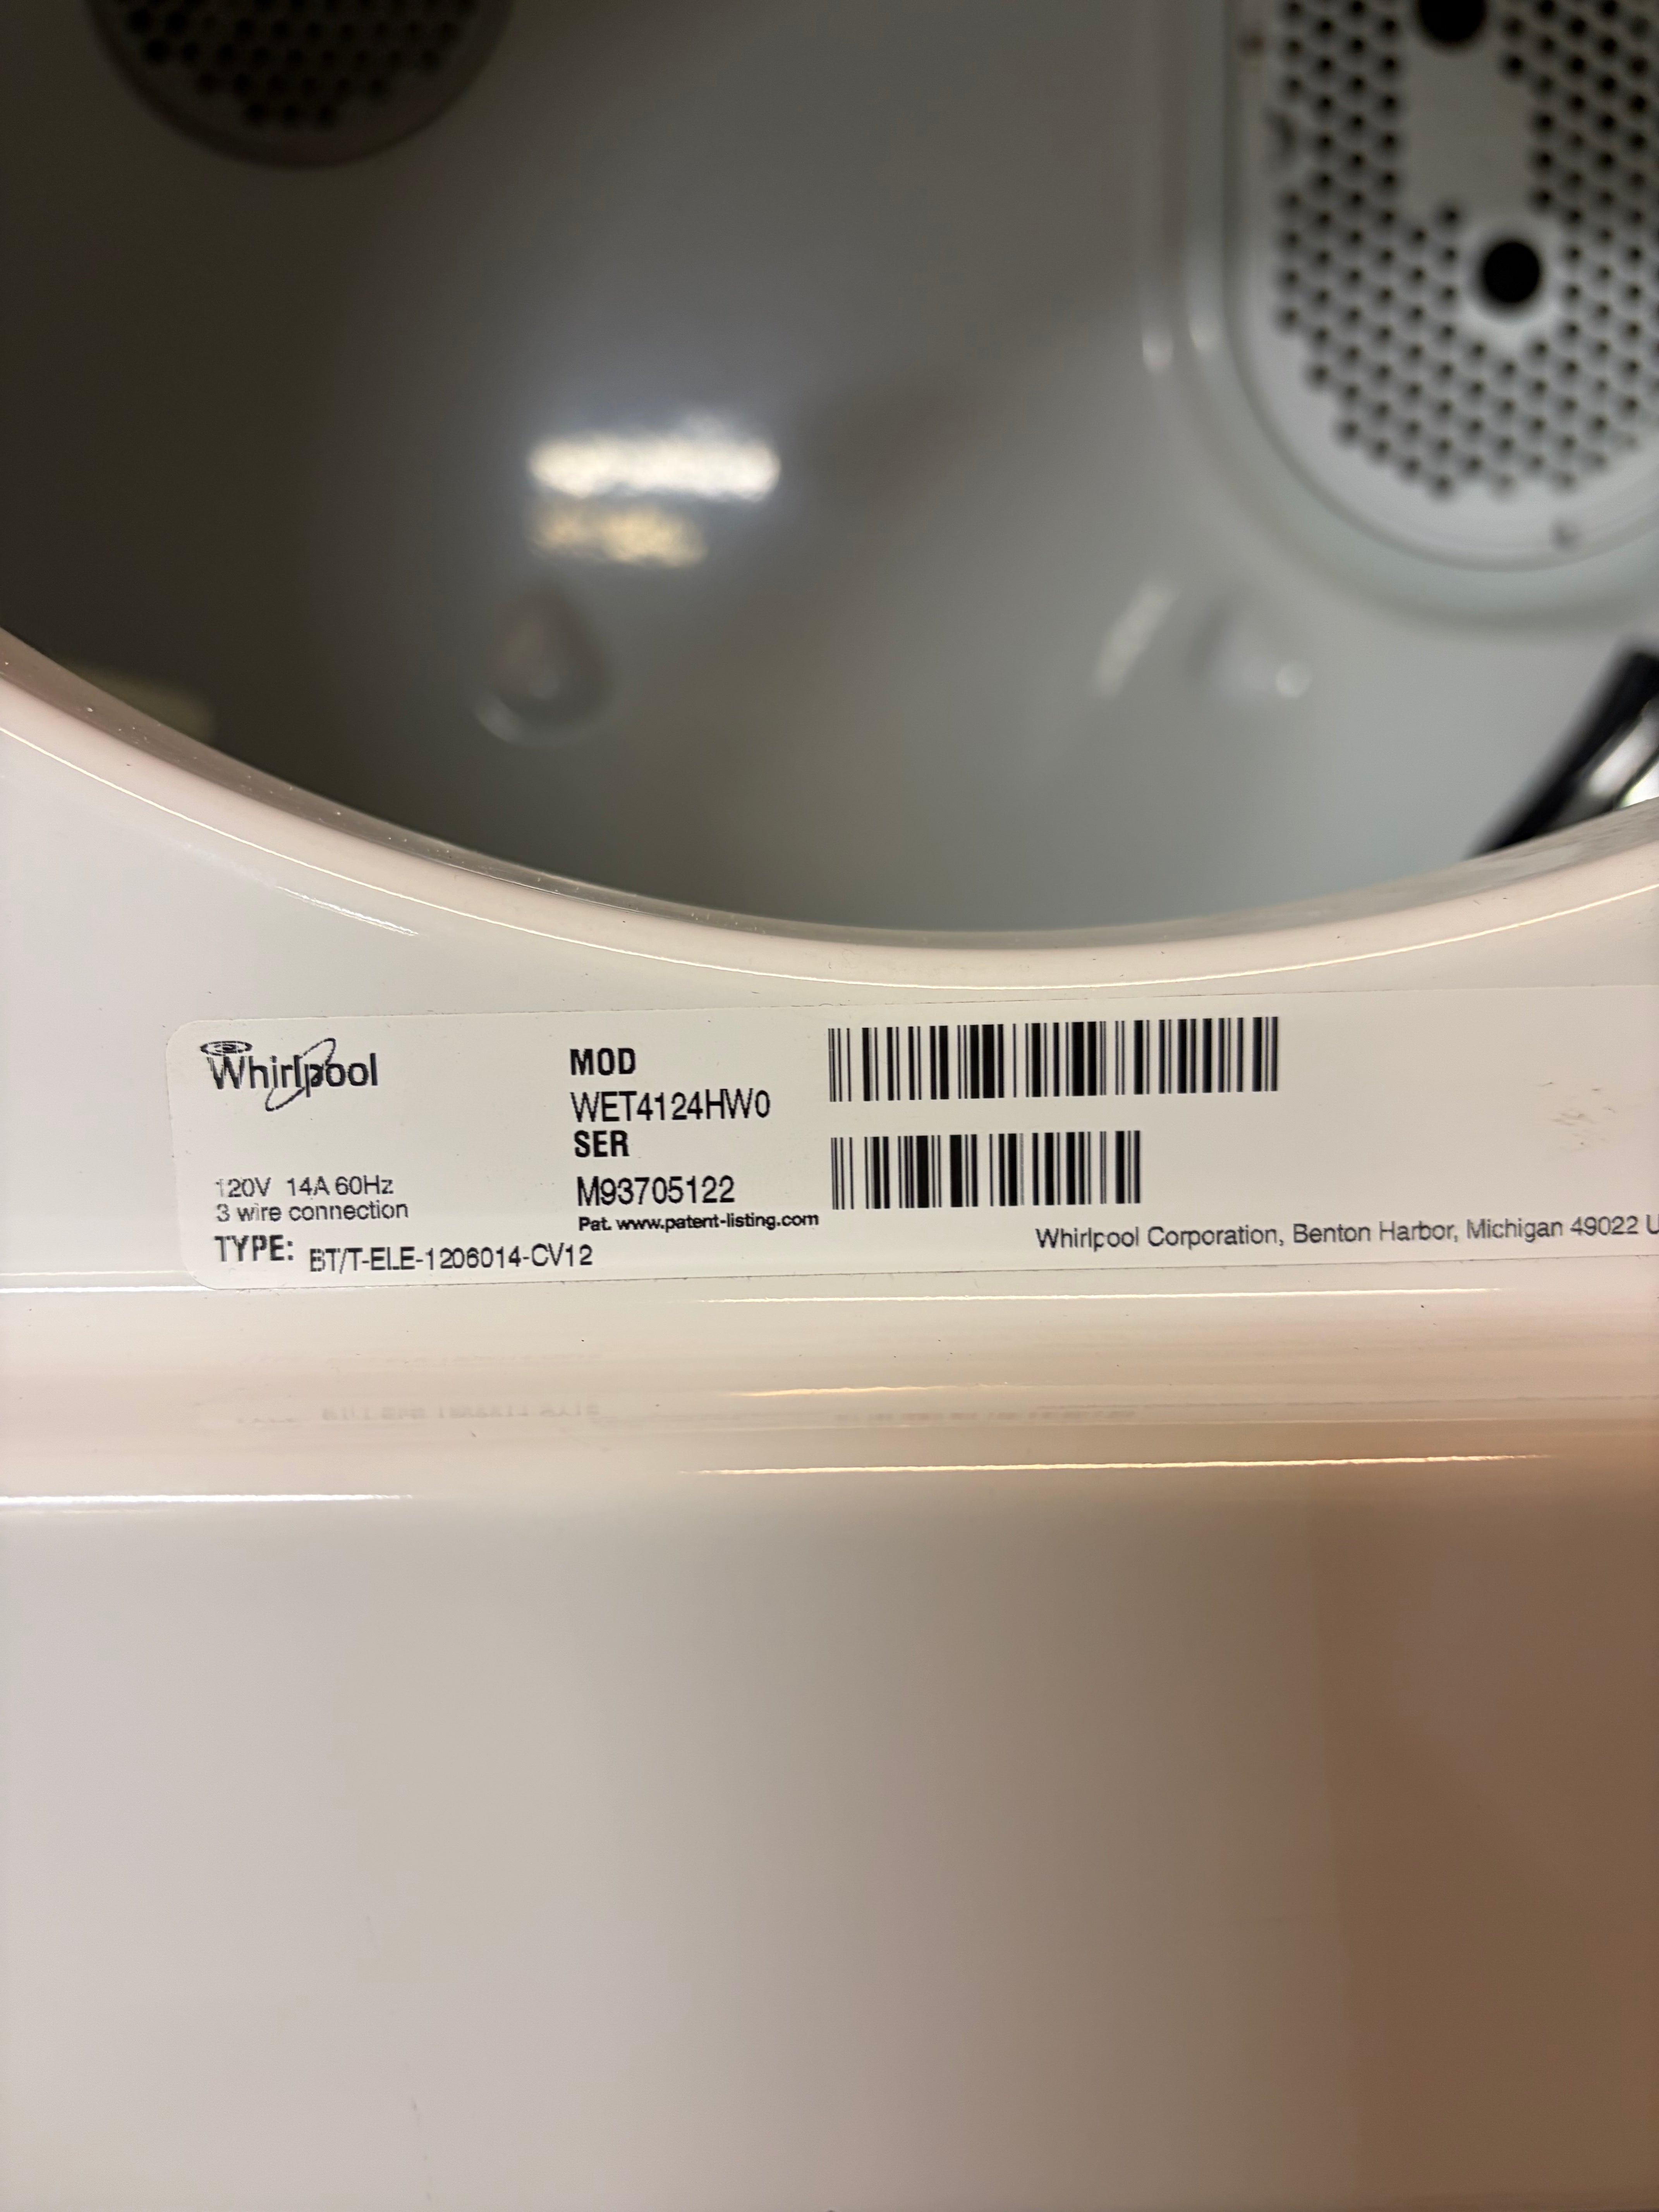 Whirlpool
MOD
WET4124HW0
SER
M93705122
Pat. www.patent-listing.com
120V 14A 60Hz
3 wire connection
TYPE: BT/T-ELE-1206014-CV12
Whirlpool Corporation, Benton Harbor, Michigan 49022 U